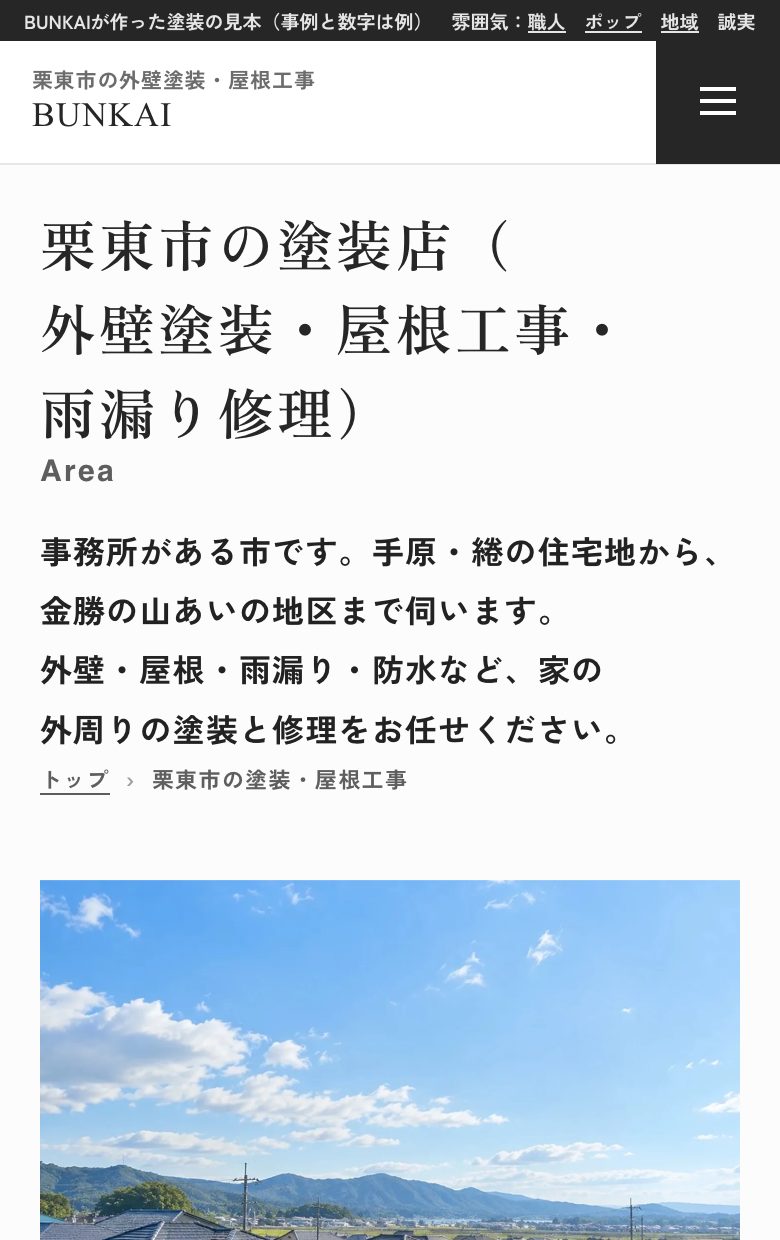 BUNKAIが作った塗装の見本（事例と数字は例） 雰囲気：職人 ポップ 地域 誠実
栗東市の外壁塗装・屋根工事
BUNKAI
栗東市の塗装店（
外壁塗装・屋根工事・
雨漏り修理）
Area
事務所がある市です。手原・綣の住宅地から、
金勝の山あいの地区まで伺います。
外壁・屋根・雨漏り・防水など、家の
外周りの塗装と修理をお任せください。
トップ › 栗東市の塗装・屋根工事